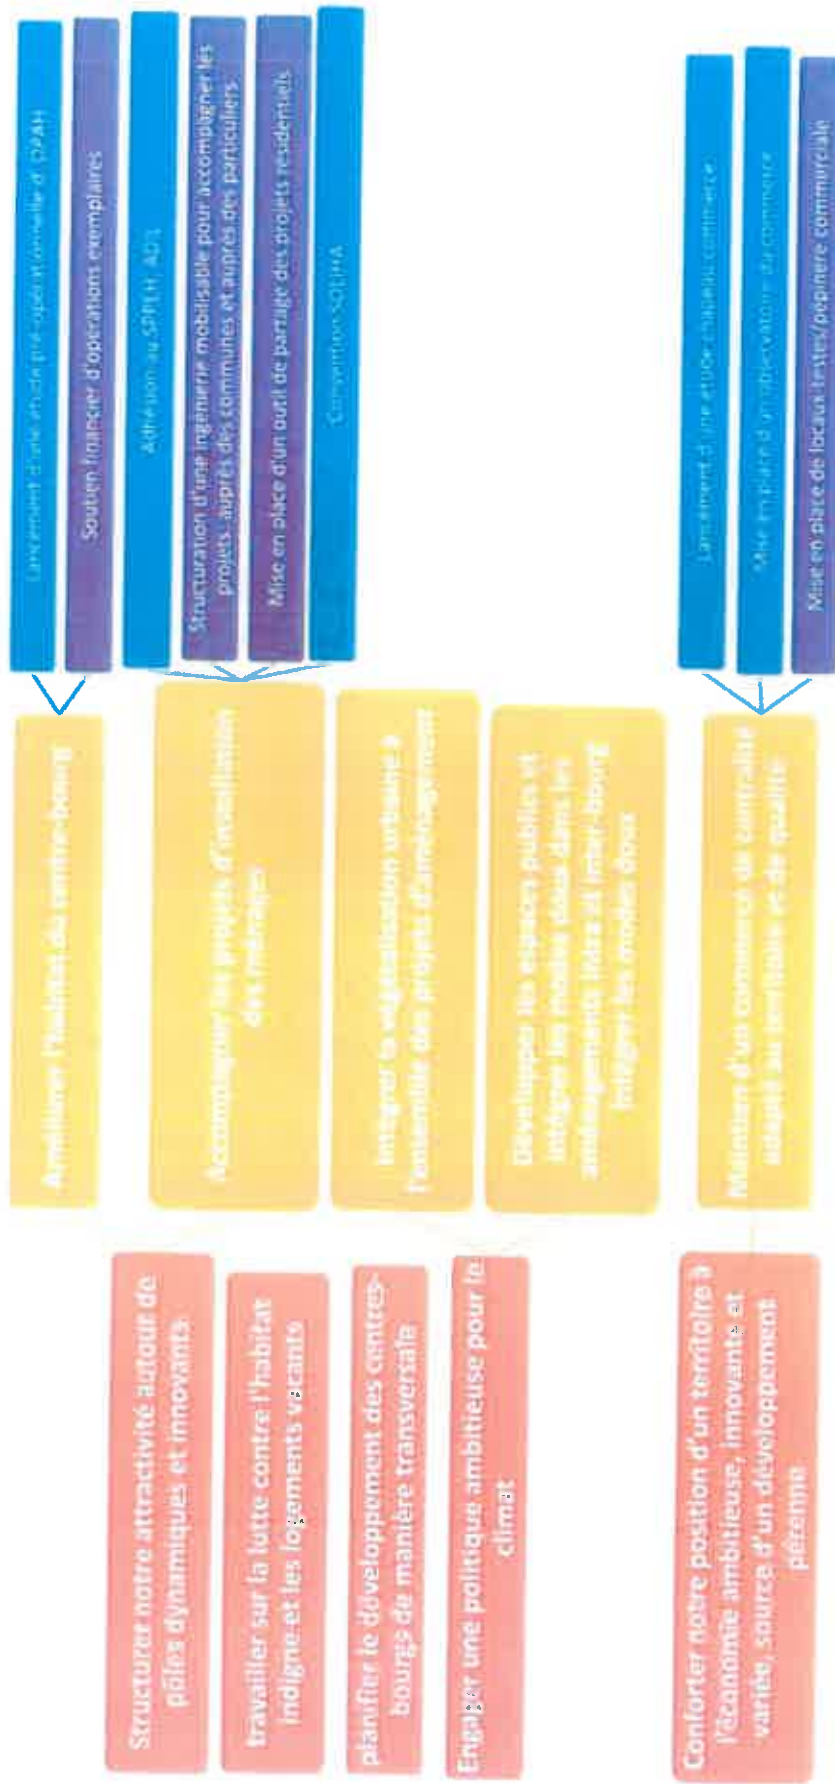 Structurer notre attractivité autour de
pôles dynamiques et innovants
travailler sur la lutte contre l'habitat
indigne et les logements vacants
planifier le développement des centres-
bourgs de manière transversale
Engager une politique ambitieuse pour le
climat
Conforter notre position d'un territoire à
l'économie ambitieuse, innovante et
variée, source d'un développement
pérenne
Améliorer l'habitat du centre-bourg
Accompagner les projets d'installation
des ménages
Intégrer la végétalisation urbaine à
l'ensemble des projets d'aménagement
Développer les espaces publics et
intégrer les modes doux dans les
aménagements intra et inter-bourg
Intégrer les modes doux
Maintien d'un commerce de centralité
adapté au territoire et de qualité
Lancement d'une étude pré-opérationnelle d' OPAH
Soutien financier d'opérations exemplaires
Adhésion au SPPEH, ADIL
Structuration d'une ingénierie mobilisable pour accompagner les
projets auprès des communes et auprès des particuliers
Mise en place d'un outil de partage des projets résidentiels
Convention SOLIHA
Lancement d'une étude chapeau commerce
Mise en place d'un observatoire du commerce
Mise en place de locaux testes/pépinière commerciale